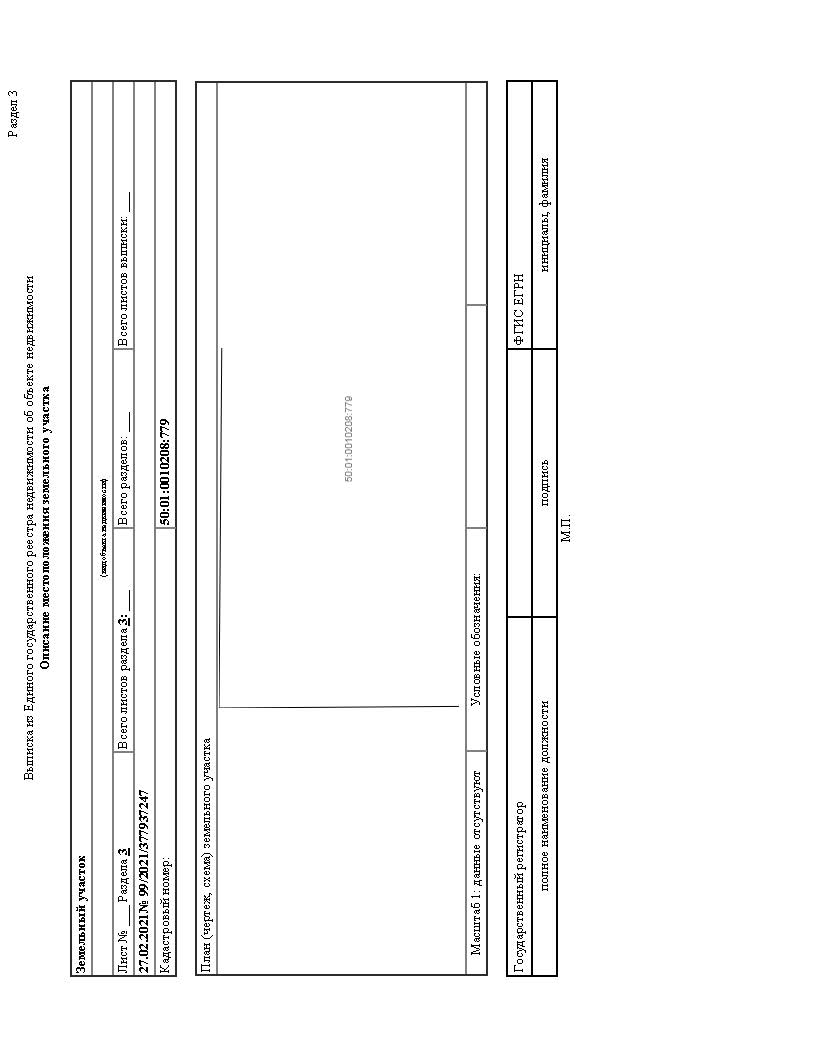 Раздел 3
Выписка из Единого государственного реестра недвижимости об объекте недвижимости
Описание местоположения земельного участка
Земельный участок
(вид объекта недвижимости)
Лист № ___ Раздела 3 Всего листов раздела 3: ___ Всего разделов: ___ Всего листов выписки: ___
27.02.2021№ 99/2021/377937247
Кадастровый номер: 50:01:0010208:779
План (чертеж, схема) земельного участка
50:01:0010208:779
Масштаб 1: данные отсутствуют Условные обозначения:
Государственный регистратор ФГИС ЕГРН
полное наименование должности подпись инициалы, фамилия
М.П.